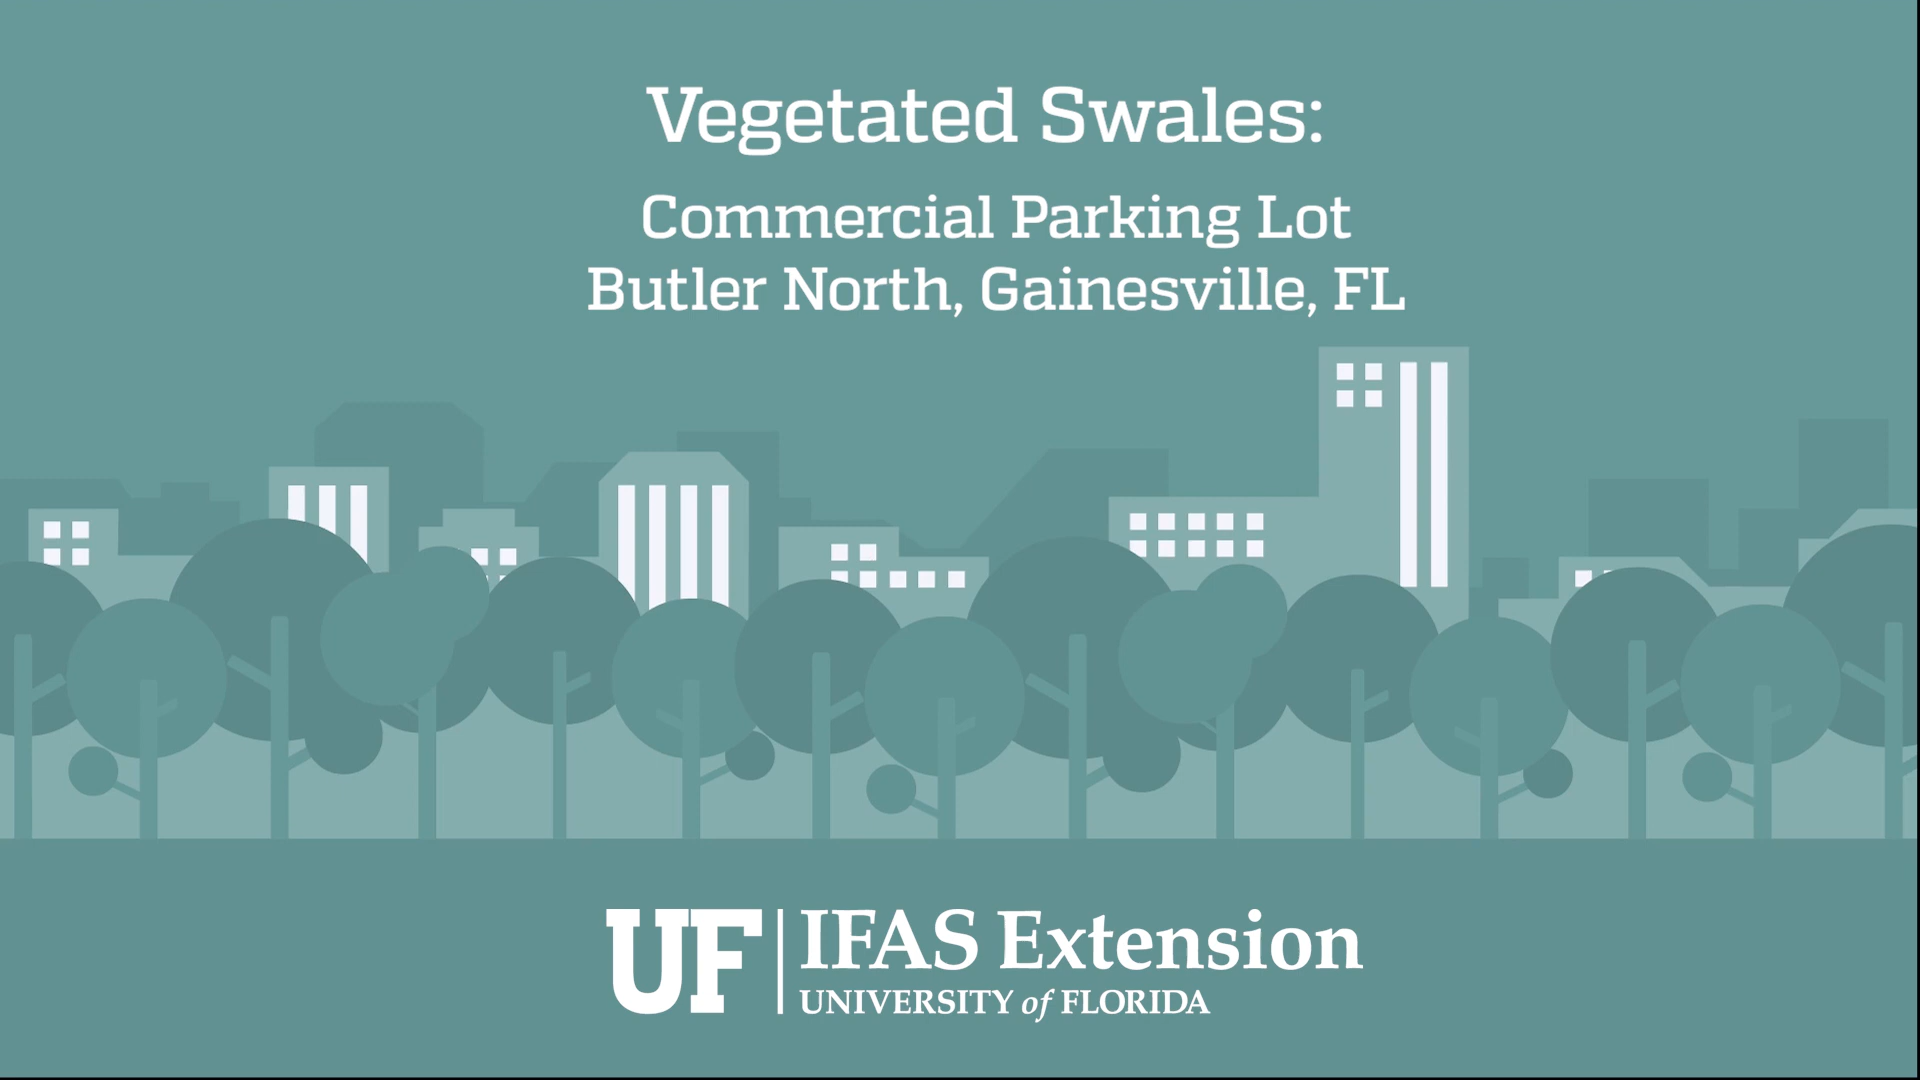 Vegetated Swales:
Commercial Parking Lot
Butler North, Gainesville, FL
UF | IFAS Extension
UNIVERSITY of FLORIDA